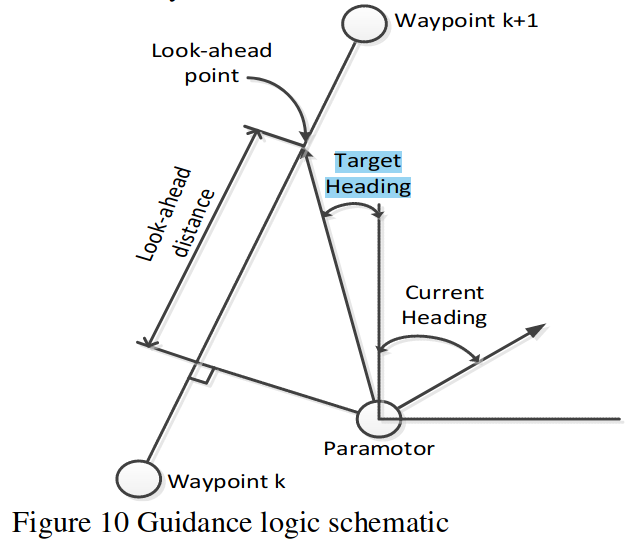 Waypoint k+1
Look-ahead
point
Target
Heading
Look-ahead
distance
Current
Heading
Paramotor
Waypoint k
Figure 10 Guidance logic schematic